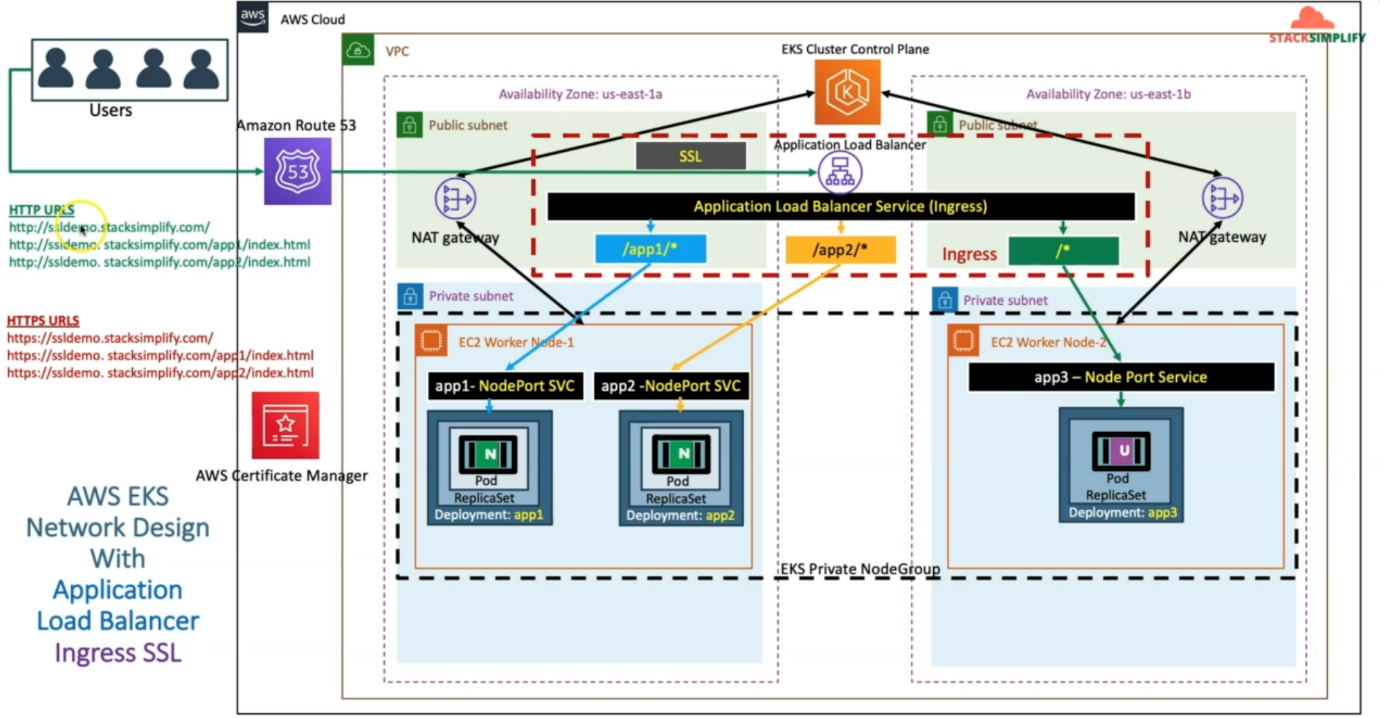 aws
AWS Cloud
STACKSIMPLIFY
VPC
EKS Cluster Control Plane
Users
Availability Zone: us-east-1a
Availability Zone: us-east-1b
Amazon Route 53
53
K
Public subnet
Public subnet
SSL
Application Load Balancer
Application Load Balancer Service (Ingress)
NAT gateway
NAT gateway
/app1/*
/app2/*
Ingress
/*
HTTP URLS
http://ssldemo.stacksimplify.com/
http://ssldemo. stacksimplify.com/app1/index.html
http://ssldemo. stacksimplify.com/app2/index.html
HTTPS URLS
https://ssldemo.stacksimplify.com/
https://ssldemo. stacksimplify.com/app1/index.html
https://ssldemo. stacksimplify.com/app2/index.html
AWS Certificate Manager
Private subnet
Private subnet
EC2 Worker Node-1
EC2 Worker Node-2
app1- NodePort SVC
app2 -NodePort SVC
app3 – Node Port Service
N
Pod
ReplicaSet
Deployment: app1
N
Pod
ReplicaSet
Deployment: app2
U
Pod
ReplicaSet
Deployment: app3
EKS Private NodeGroup
AWS EKS
Network Design
With
Application
Load Balancer
Ingress SSL